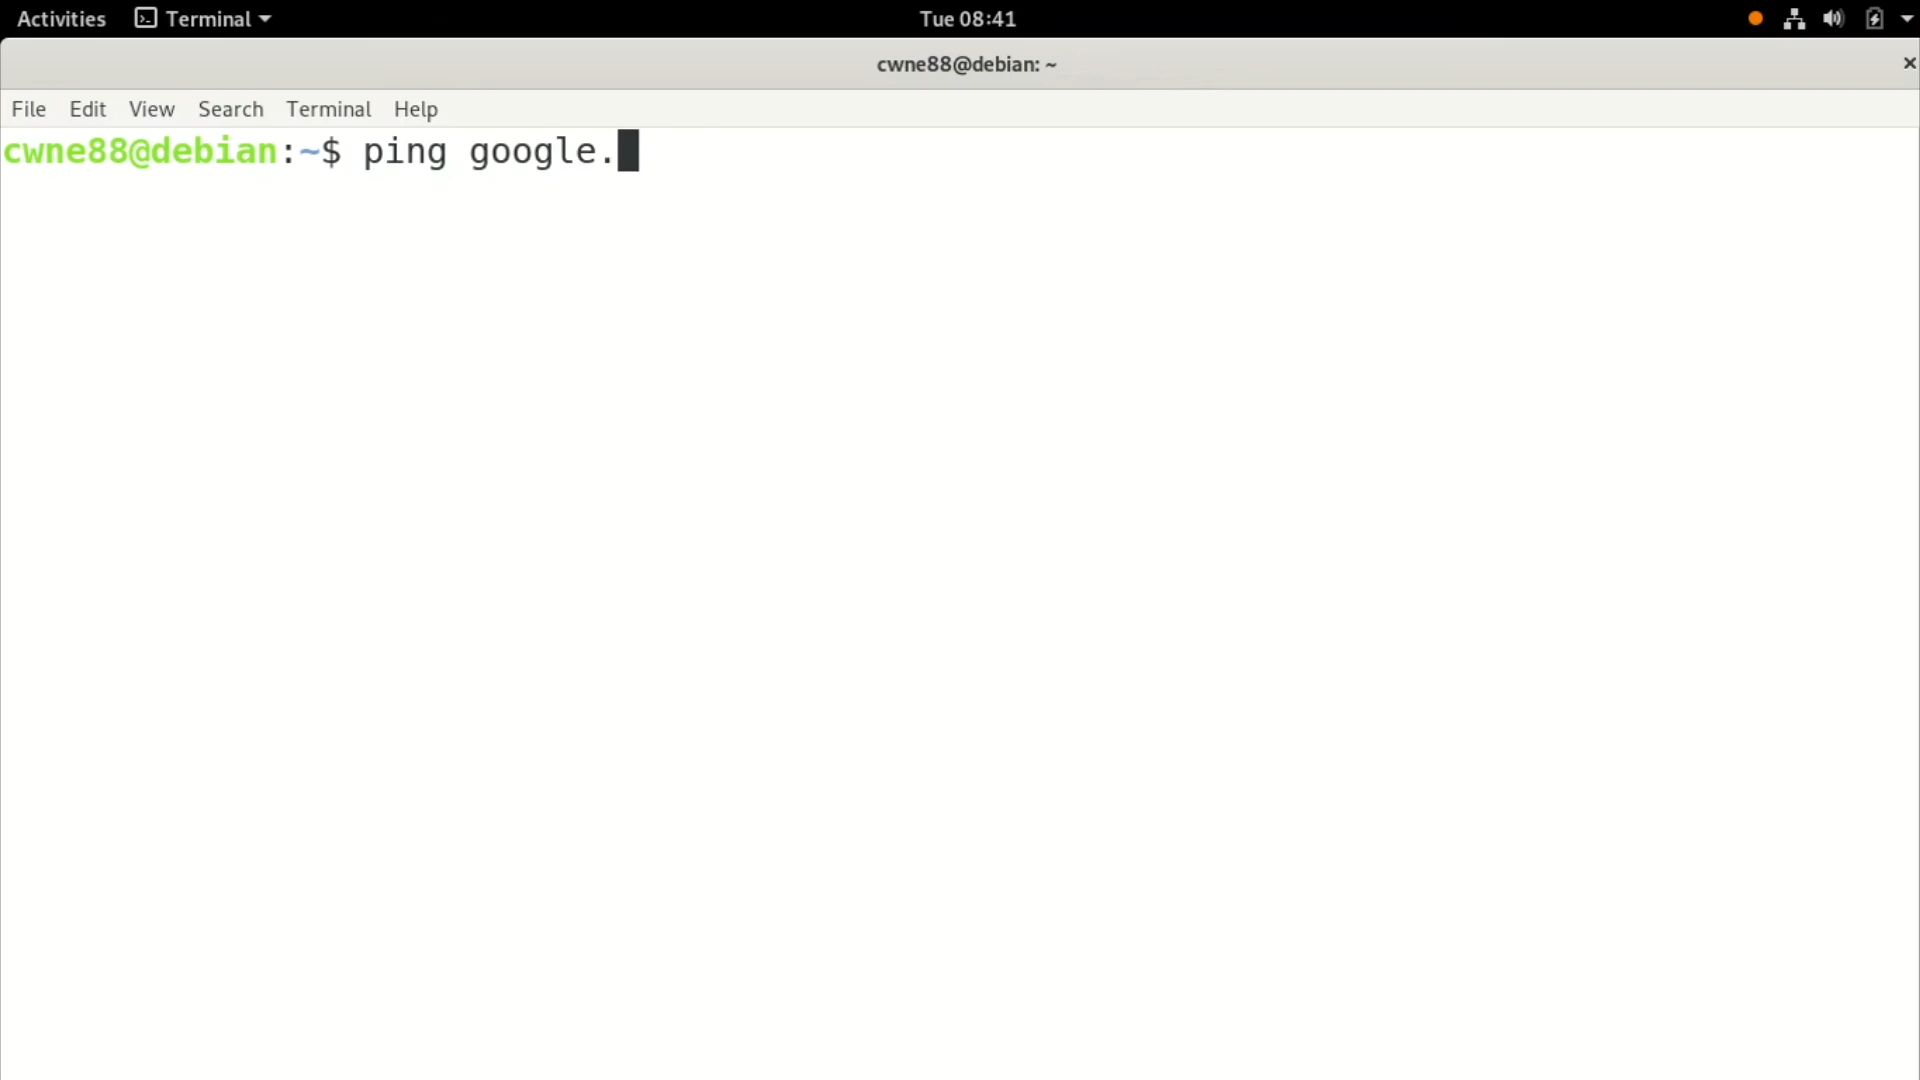 Activities Terminal Tue 08:41
cwne88@debian: ~
File Edit View Search Terminal Help
cwne88@debian:~$ ping google.